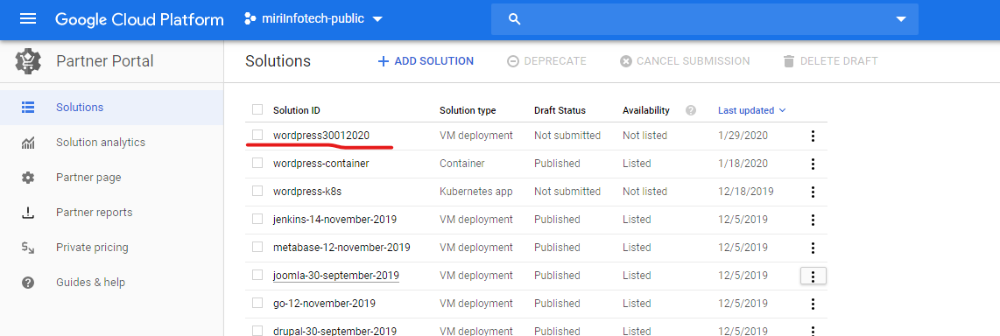 Google Cloud Platform miriInfotech-public
Partner Portal Solutions ADD SOLUTION DEPRECATE CANCEL SUBMISSION DELETE DRAFT
Solutions
Solution analytics
Partner page
Partner reports
Private pricing
Guides & help
Solution ID Solution type Draft Status Availability Last updated
wordpress30012020 VM deployment Not submitted Not listed 1/29/2020
wordpress-container Container Published Listed 1/18/2020
wordpress-k8s Kubernetes app Not submitted Not listed 12/18/2019
jenkins-14-november-2019 VM deployment Published Listed 12/5/2019
metabase-12-november-2019 VM deployment Published Listed 12/5/2019
joomla-30-september-2019 VM deployment Published Listed 12/5/2019
go-12-november-2019 VM deployment Published Listed 12/5/2019
drupal-30-september-2019 VM deployment Published Listed 12/5/2019